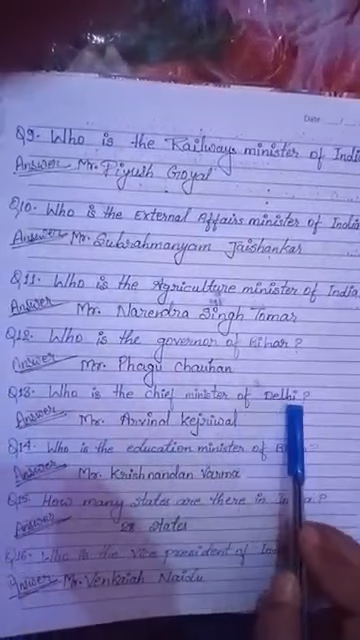 Date __/__
Q9. Who is the Railways minister of Indi
Answer Mr. Piyush Goyal
Q10. Who is the External Affairs minister of India
Answer Mr. Subrahmanyam Jaishankar
Q11. Who is the Agriculture minister of India
Answer Mr. Narendra Singh Tomar
Q12. Who is the governor of Bihar?
Answer Mr. Phagu Chauhan
Q13. Who is the chief minister of Delhi?
Answer Mr. Arvind Kejriwal
Q14. Who is the education minister of B
Answer Mr. Krishnandan Varma
Q15 How many states are there in India?
Answer 28 states
Q16. Who is the Vice president of In
Answer Mr. Venkaiah Naidu